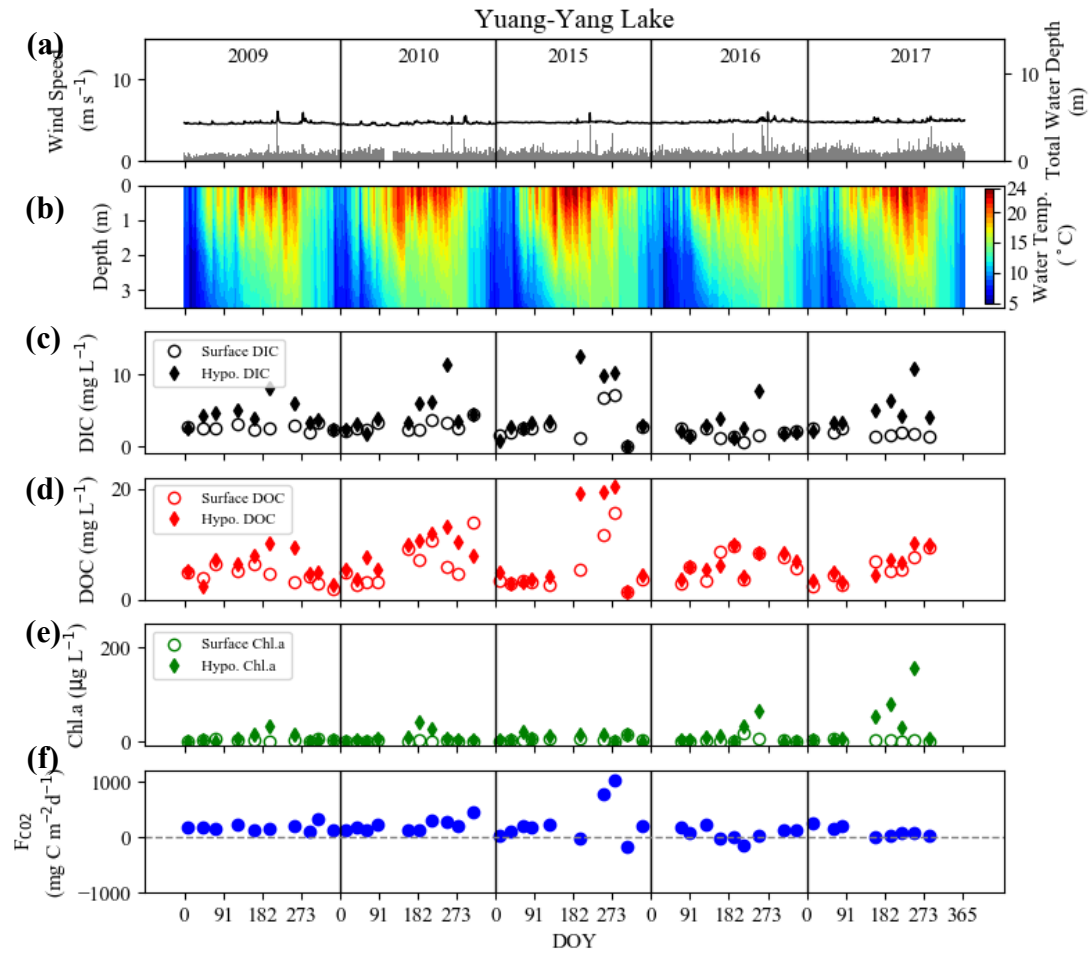 Yuang-Yang Lake
(a)
Wind Speed
(m s⁻¹)
10
0
2009
2010
2015
2016
2017
10
0
Total Water Depth
(m)
(b)
Depth (m)
0
1
2
3
24
20
15
10
5
Water Temp.
(°C)
(c)
DIC (mg L⁻¹)
10
0
Surface DIC
Hypo. DIC
(d)
DOC (mg L⁻¹)
20
0
Surface DOC
Hypo. DOC
(e)
Chl.a (µg L⁻¹)
200
0
Surface Chl.a
Hypo. Chl.a
(f)
F_CO2
(mg C m⁻²d⁻¹)
1000
0
−1000
0 91 182 273 0 91 182 273 0 91 182 273 0 91 182 273 0 91 182 273 365
DOY